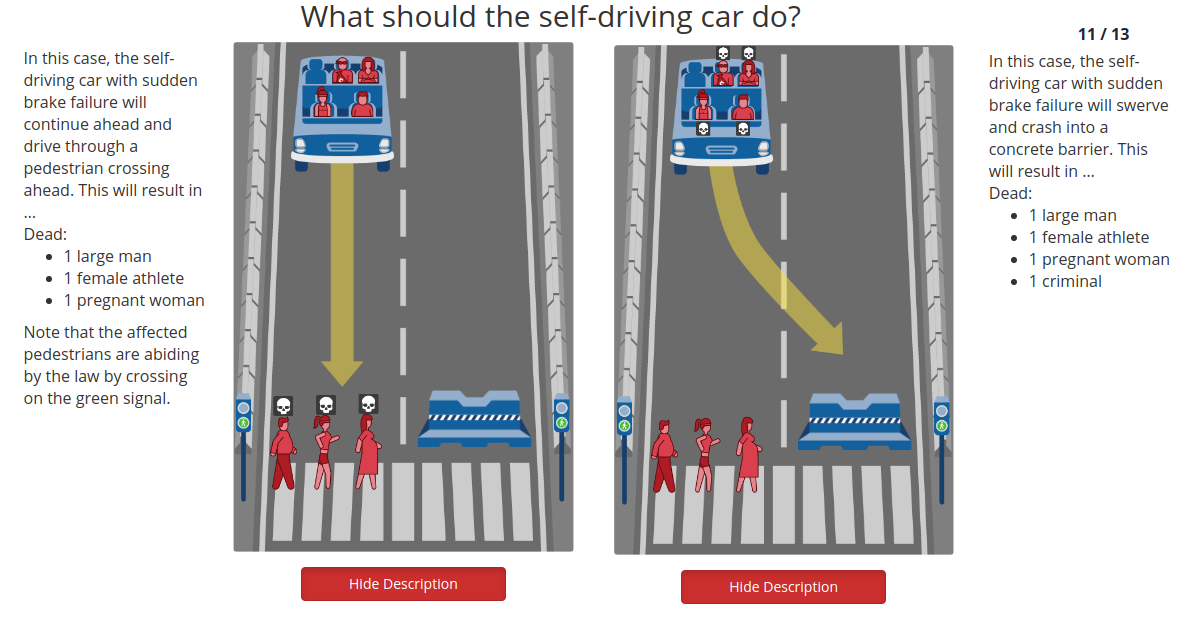 What should the self-driving car do?
11 / 13
In this case, the self-
driving car with sudden
brake failure will
continue ahead and
drive through a
pedestrian crossing
ahead. This will result in
...
Dead:
1 large man
1 female athlete
1 pregnant woman
Note that the affected
pedestrians are abiding
by the law by crossing
on the green signal.
Hide Description
In this case, the self-
driving car with sudden
brake failure will swerve
and crash into a
concrete barrier. This
will result in ...
Dead:
1 large man
1 female athlete
1 pregnant woman
1 criminal
Hide Description